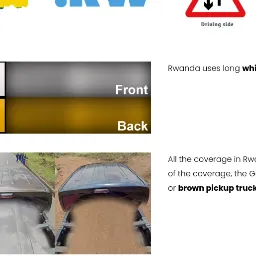 .rw
Driving side
Rwanda uses long whi
Front
Back
All the coverage in Rw
of the coverage, the G
or brown pickup truck